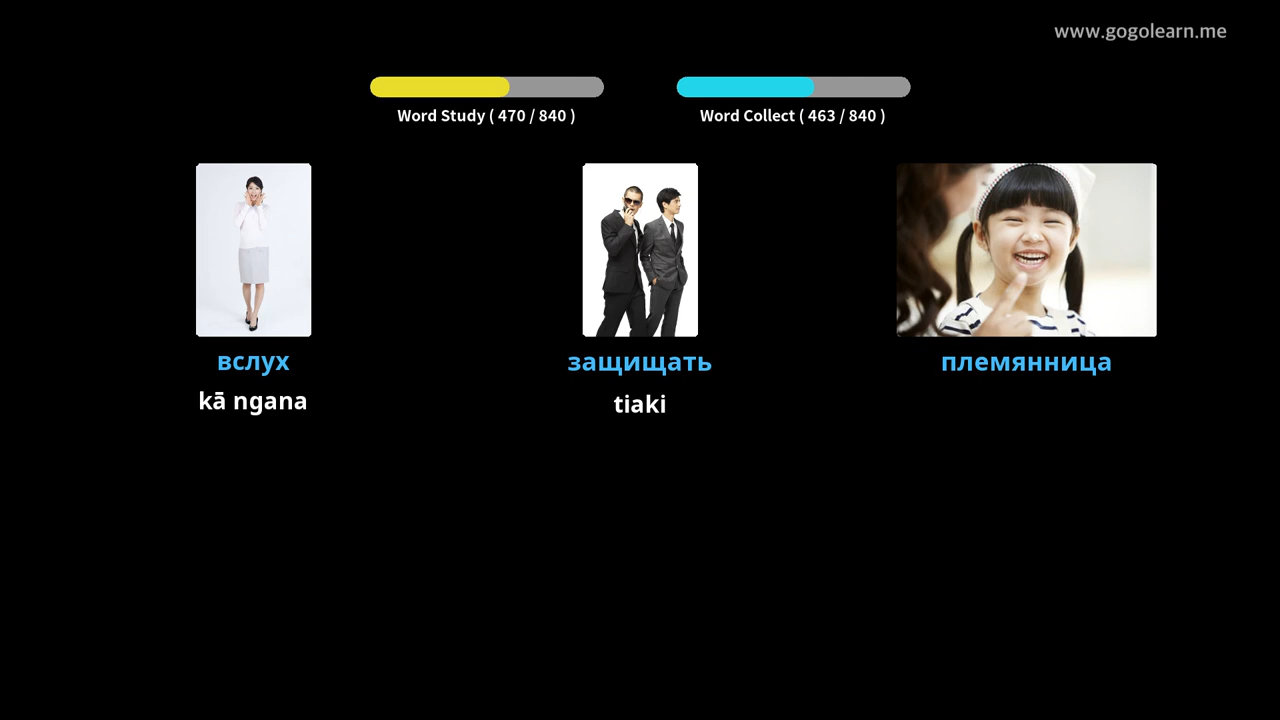 www.gogolearn.me
Word Study ( 470 / 840 )
Word Collect ( 463 / 840 )
вслух
защищать
племянница
kā ngana
tiaki